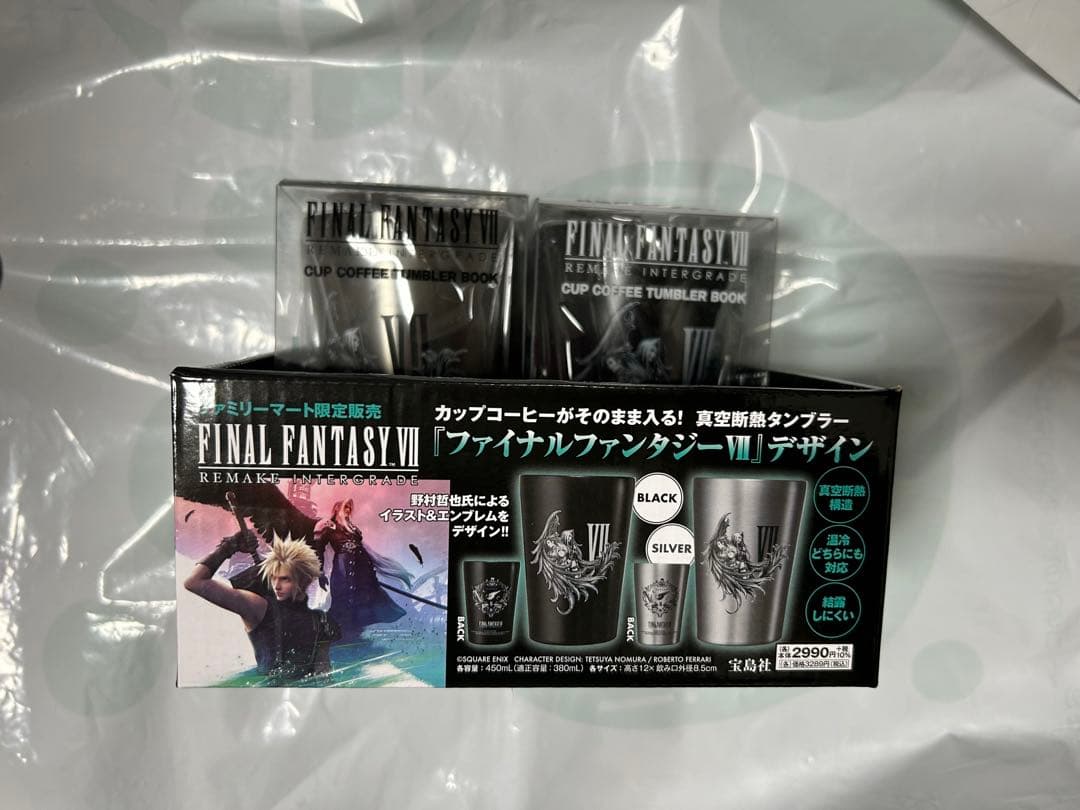 FINAL FANTASY VII
REMAKE INTERGRADE
CUP COFFEE TUMBLER BOOK
VII
FINAL FANTASY VII
REMAKE INTERGRADE
CUP COFFEE TUMBLER BOOK
VII
ファミリーマート限定販売
FINAL FANTASY VII
REMAKE INTERGRADE
カップコーヒーがそのまま入る! 真空断熱タンブラー
『ファイナルファンタジーVII』デザイン
野村哲也氏による
イラスト&エンブレムを
デザイン!!
BLACK
SILVER
VII
VII
BACK
BACK
真空断熱
構造
温冷
どちらにも
対応
結露
しにくい
©SQUARE ENIX CHARACTER DESIGN: TETSUYA NOMURA / ROBERTO FERRARI
各容量:450mL(適正容量:380mL) 各サイズ:高さ12×飲み口外径8.5cm
宝島社
(各)本体2990円+税10%
(各)価格3289円(税込)